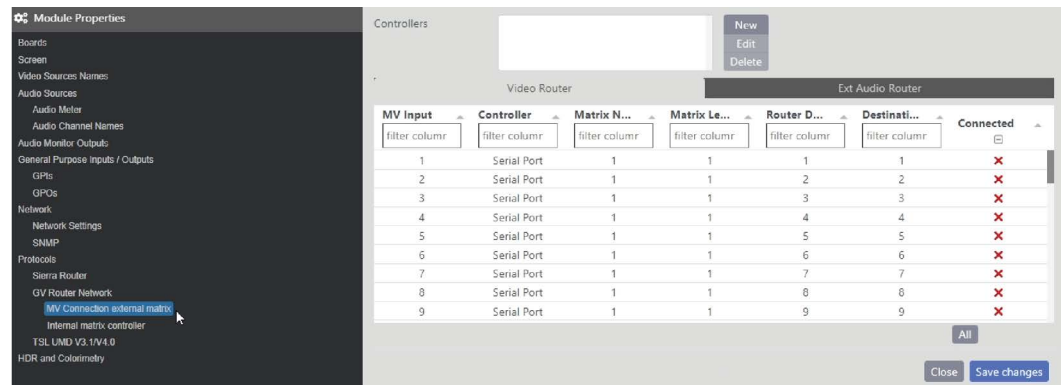 Module Properties
Boards
Screen
Video Sources Names
Audio Sources
Audio Meter
Audio Channel Names
Audio Monitor Outputs
General Purpose Inputs / Outputs
GPIs
GPOs
Network
Network Settings
SNMP
Protocols
Sierra Router
GV Router Network
MV Connection external matrix
Internal matrix controller
TSL UMD V3.1/V4.0
HDR and Colorimetry
Controllers
New
Edit
Delete
Video Router Ext Audio Router
MV Input Controller Matrix N... Matrix Le... Router D... Destinati... Connected
filter columr filter columr filter columr filter columr filter columr filter columr
1 Serial Port 1 1 1 1
2 Serial Port 1 1 2 2
3 Serial Port 1 1 3 3
4 Serial Port 1 1 4 4
5 Serial Port 1 1 5 5
6 Serial Port 1 1 6 6
7 Serial Port 1 1 7 7
8 Serial Port 1 1 8 8
9 Serial Port 1 1 9 9
All
Close Save changes